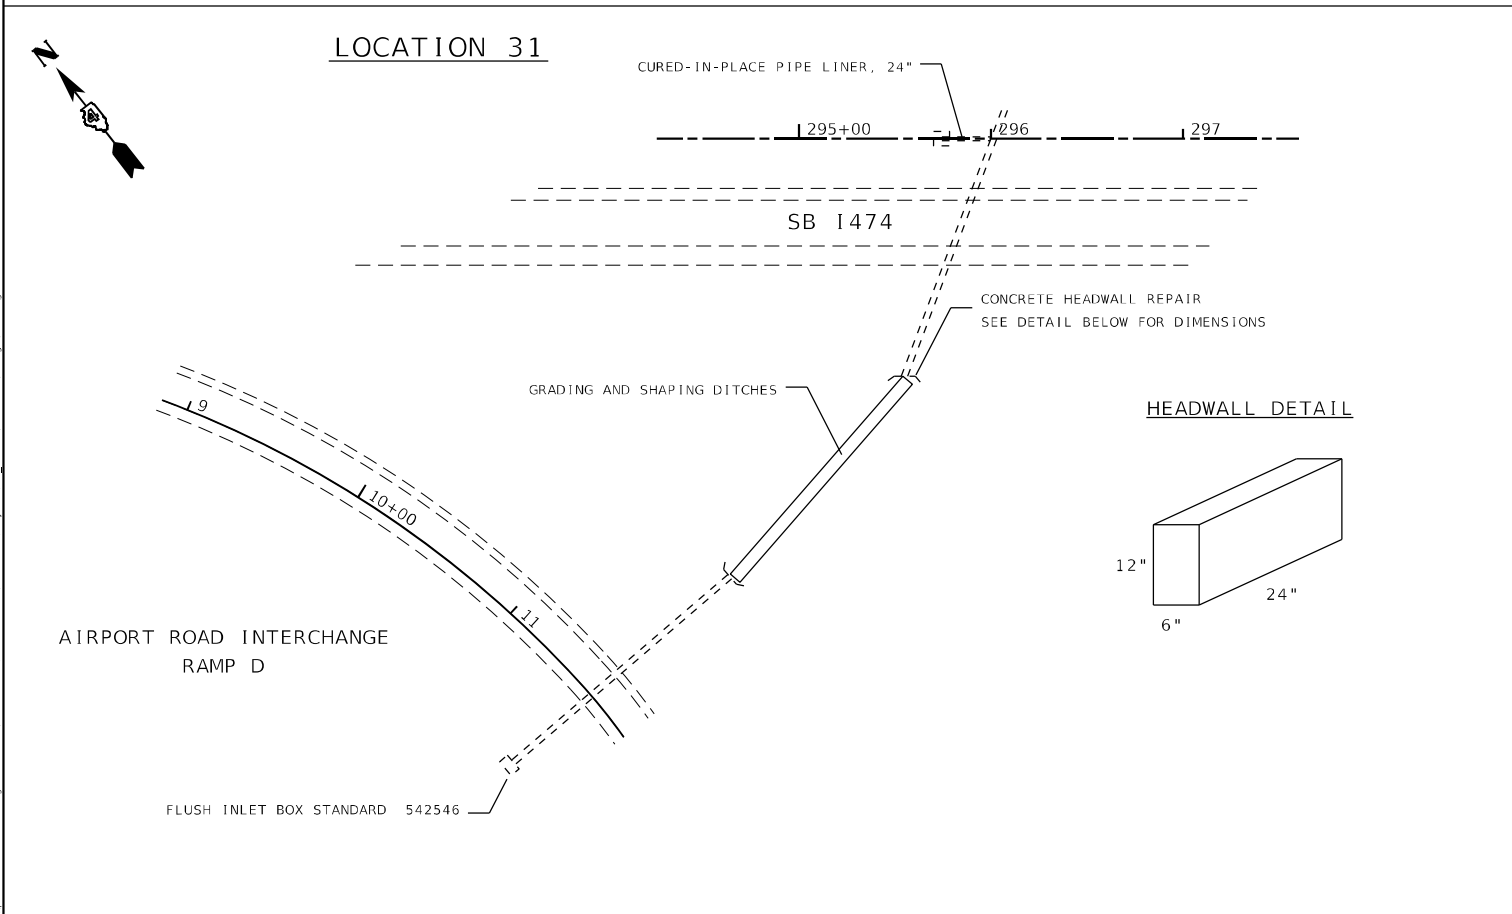 LOCATION 31
N
4
CURED-IN-PLACE PIPE LINER, 24"
295+00
296
297
SB I474
CONCRETE HEADWALL REPAIR
SEE DETAIL BELOW FOR DIMENSIONS
GRADING AND SHAPING DITCHES
9
10+00
11
HEADWALL DETAIL
12"
24"
6"
AIRPORT ROAD INTERCHANGE
RAMP D
FLUSH INLET BOX STANDARD 542546